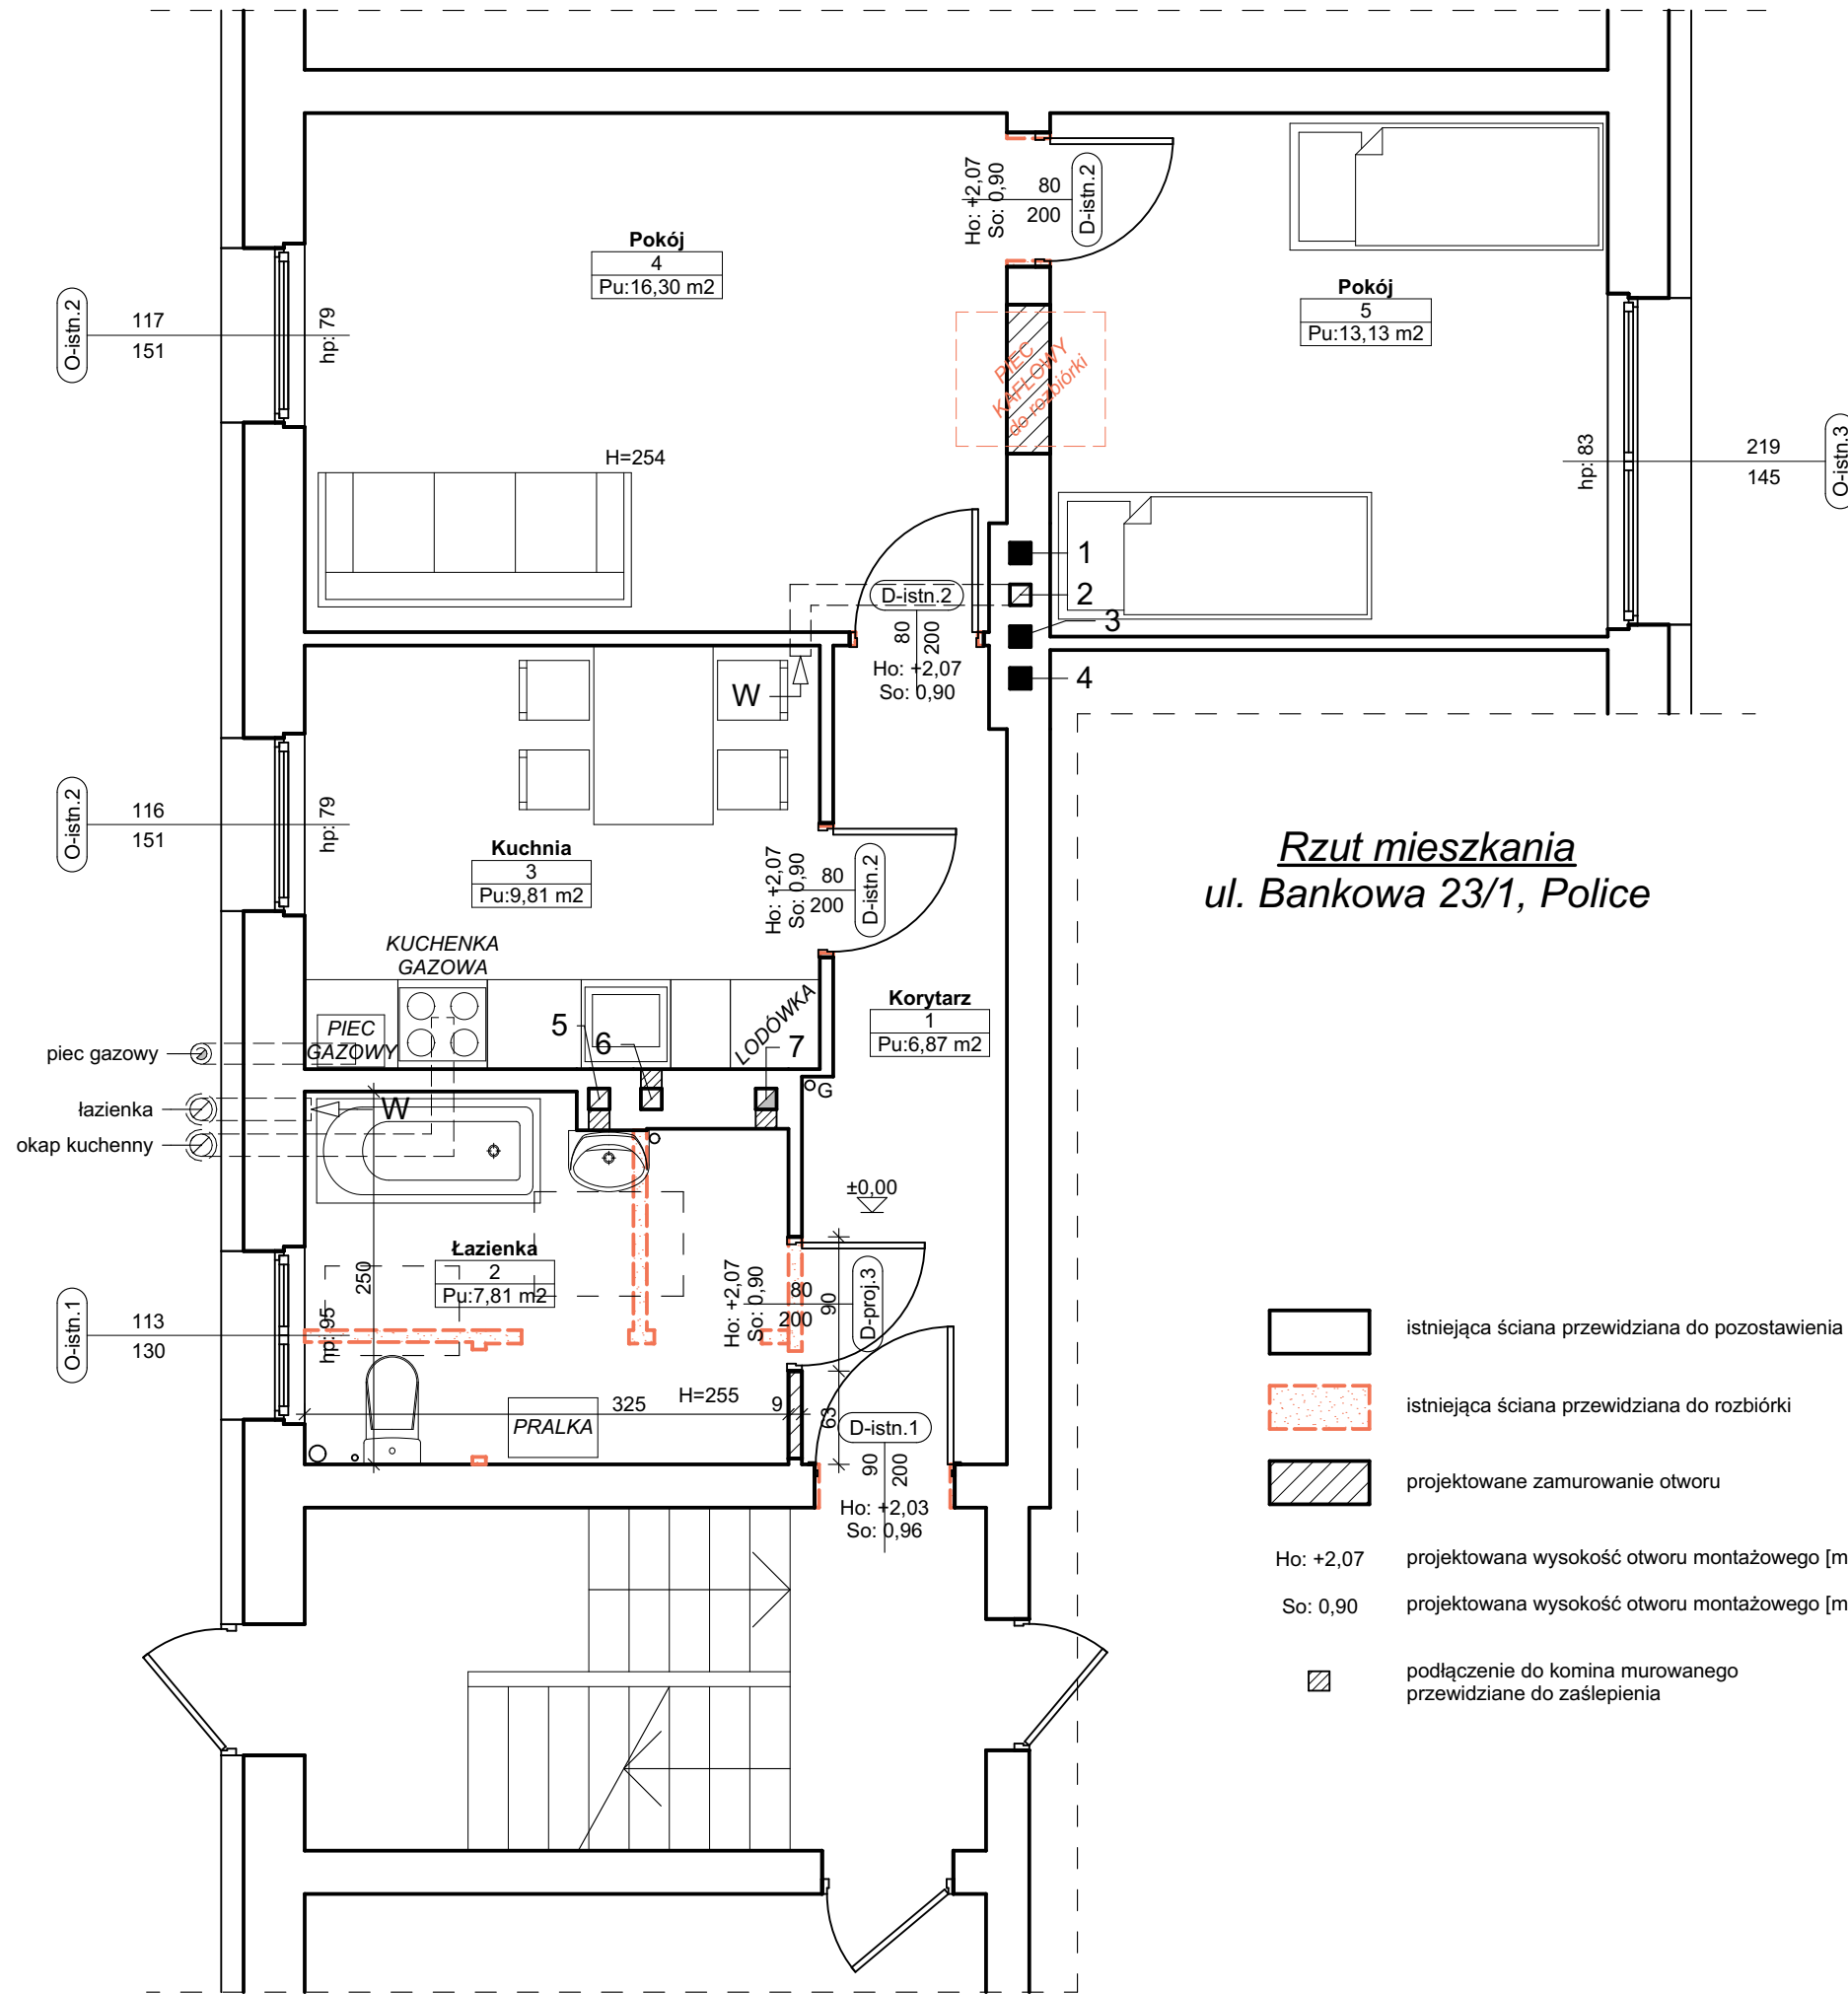 Pokój
4
Pu:16,30 m2
H=254
Ho: +2,07
So: 0,90
80
200
D-istn.2
Pokój
5
Pu:13,13 m2
PIEC
KAFLOWY
do rozbiórki
O-istn.2
117
151
hp: 79
hp: 83
219
145
O-istn.3
1
2
3
4
D-istn.2
80
200
Ho: +2,07
So: 0,90
W
O-istn.2
116
151
hp: 79
Kuchnia
3
Pu:9,81 m2
Ho: +2,07
So: 0,90
80
200
D-istn.2
KUCHENKA
GAZOWA
PIEC
GAZOWY
LODÓWKA
5
6
7
Korytarz
1
Pu:6,87 m2
G
±0,00
piec gazowy
łazienka
okap kuchenny
W
Łazienka
2
Pu:7,81 m2
250
O-istn.1
113
130
hp: 95
Ho: +2,07
So: 0,90
80
200
90
D-proj.3
325
H=255
9
63
PRALKA
D-istn.1
90
200
Ho: +2,03
So: 0,96
Rzut mieszkania
ul. Bankowa 23/1, Police
istniejąca ściana przewidziana do pozostawienia
istniejąca ściana przewidziana do rozbiórki
projektowane zamurowanie otworu
Ho: +2,07 projektowana wysokość otworu montażowego [m
So: 0,90 projektowana wysokość otworu montażowego [m
podłączenie do komina murowanego
przewidziane do zaślepienia